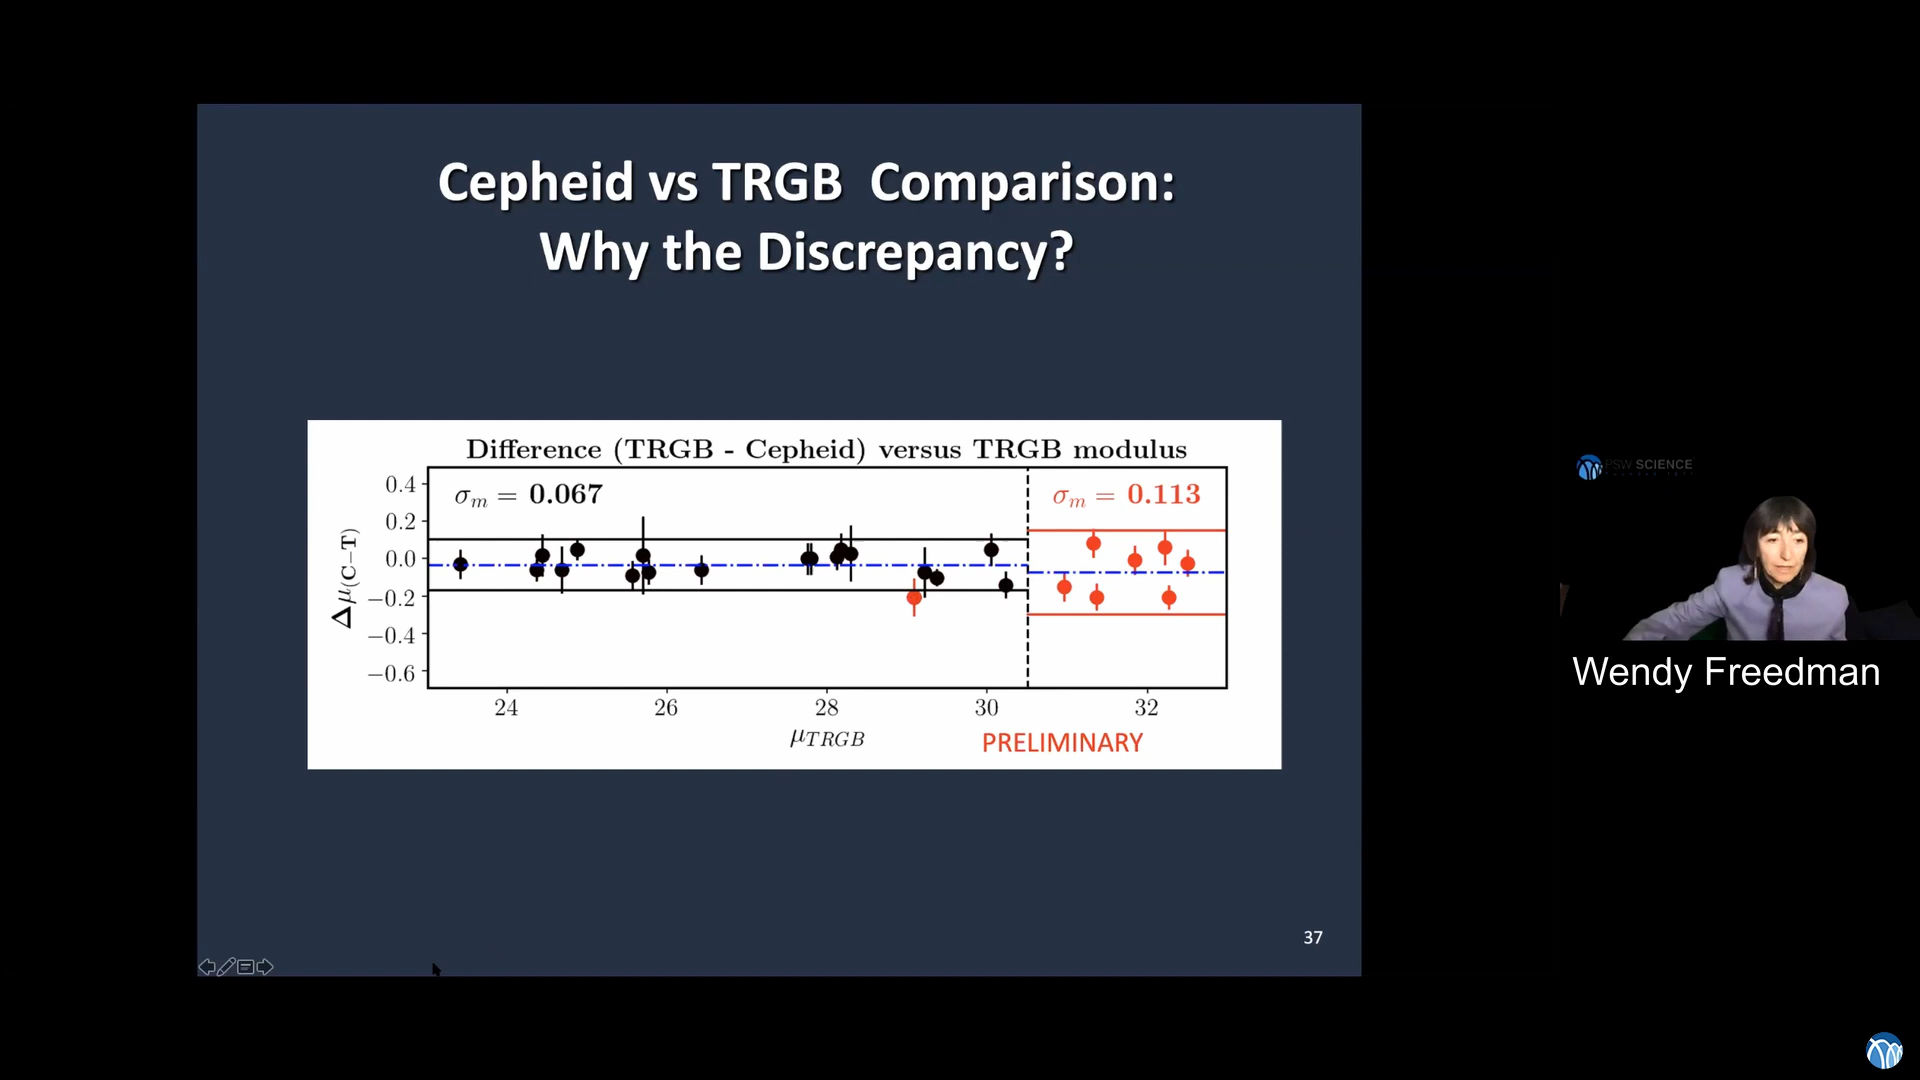 Cepheid vs TRGB Comparison:
Why the Discrepancy?
Difference (TRGB - Cepheid) versus TRGB modulus
σm = 0.067
σm = 0.113
0.4
0.2
0.0
−0.2
−0.4
−0.6
Δμ(C−T)
24 26 28 30 32
μTRGB
PRELIMINARY
37
PSW SCIENCE
Wendy Freedman